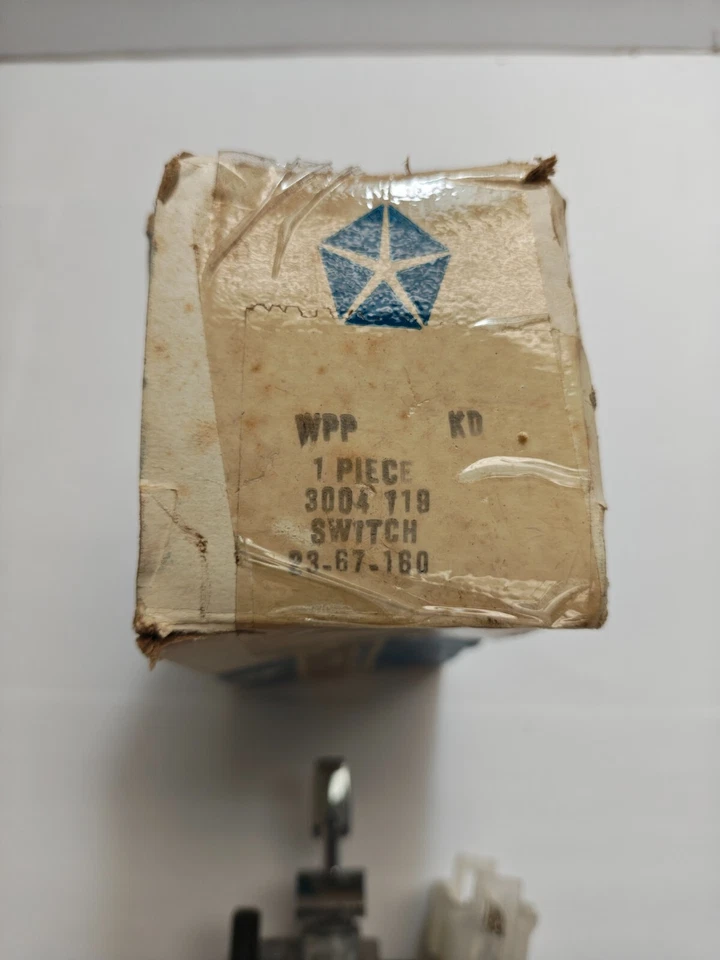 WPP KD
1 PIECE
3004 119
SWITCH
23-67-160